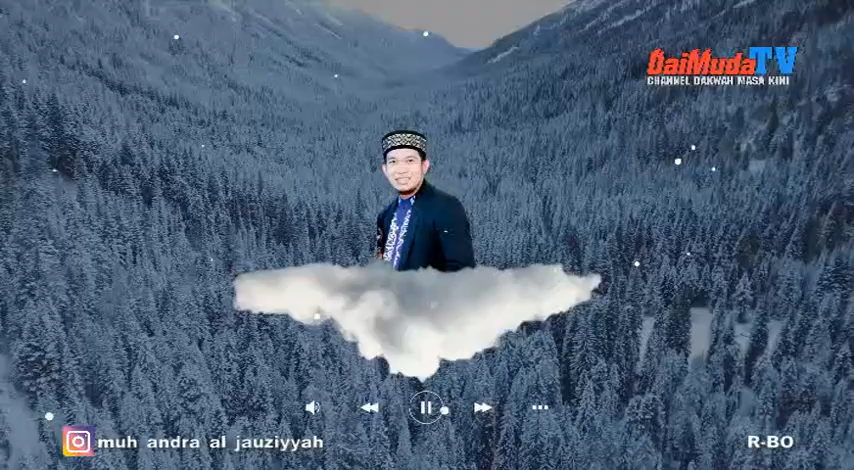 DaiMudaTV
CHANNEL DAKWAH MASA KINI
muh andra al jauziyyah
R-BO